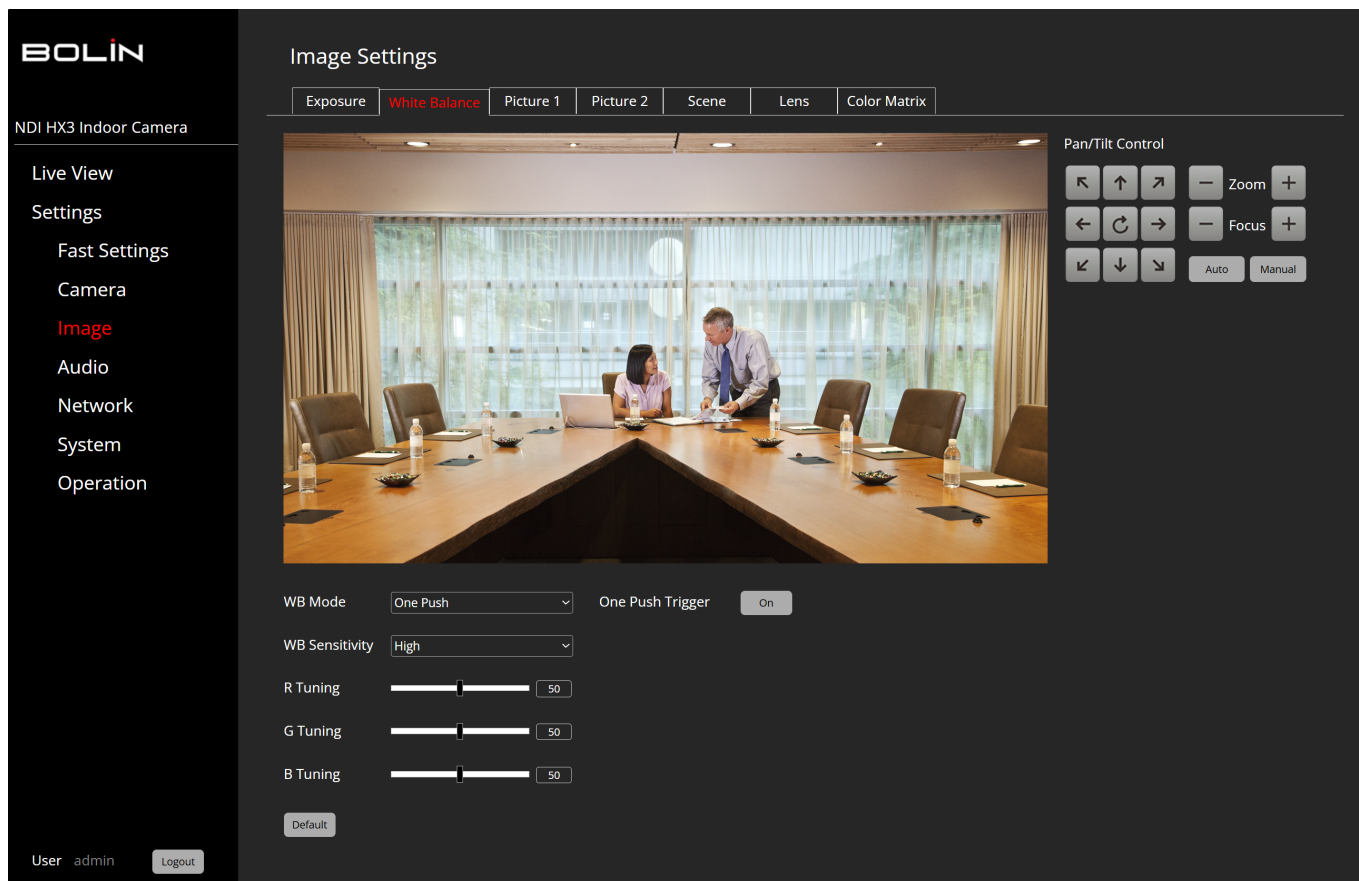 BOLIN
NDI HX3 Indoor Camera
Live View
Settings
Fast Settings
Camera
Image
Audio
Network
System
Operation
User admin Logout
Image Settings
Exposure White Balance Picture 1 Picture 2 Scene Lens Color Matrix
Pan/Tilt Control
Zoom
Focus
Auto Manual
WB Mode One Push One Push Trigger On
WB Sensitivity High
R Tuning 50
G Tuning 50
B Tuning 50
Default